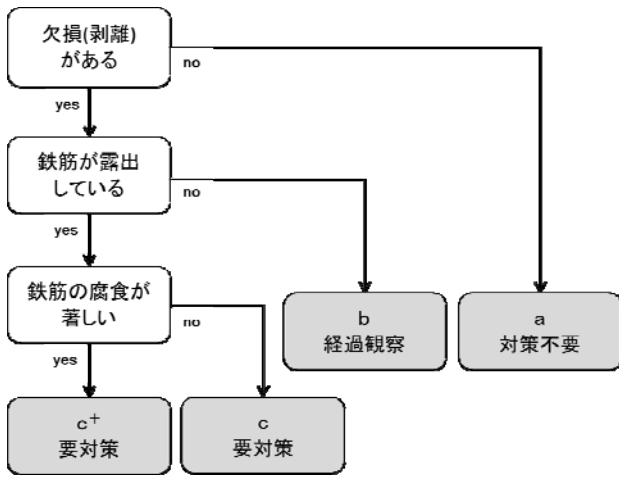 欠損(剥離)
がある
no
yes
鉄筋が露出
している
no
yes
鉄筋の腐食が
著しい
no
yes
b
経過観察
a
対策不要
c+
要対策
c
要対策